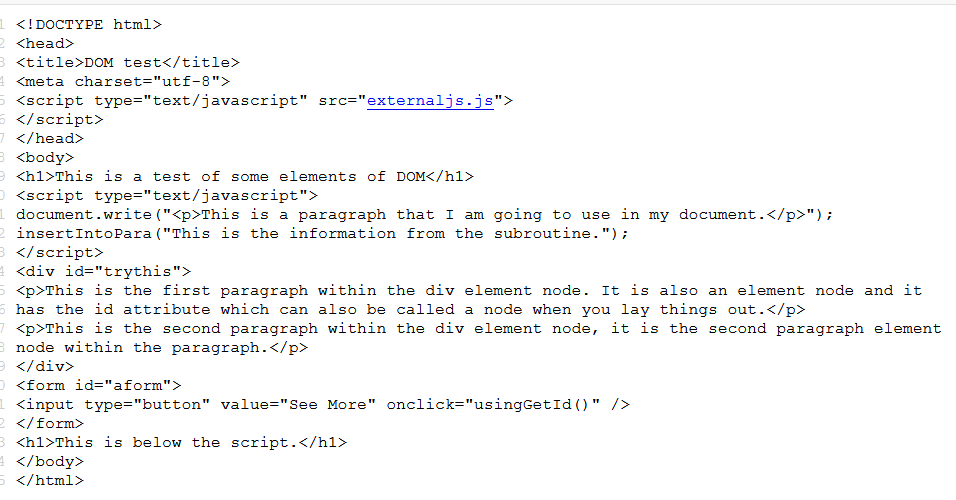 <!DOCTYPE html>
<head>
<title>DOM test</title>
<meta charset="utf-8">
<script type="text/javascript" src="externaljs.js">
</script>
</head>
<body>
<h1>This is a test of some elements of DOM</h1>
<script type="text/javascript">
document.write("<p>This is a paragraph that I am going to use in my document.</p>");
insertIntoPara("This is the information from the subroutine.");
</script>
<div id="trythis">
<p>This is the first paragraph within the div element node. It is also an element node and it
has the id attribute which can also be called a node when you lay things out.</p>
<p>This is the second paragraph within the div element node, it is the second paragraph element
node within the paragraph.</p>
</div>
<form id="aform">
<input type="button" value="See More" onclick="usingGetId()" />
</form>
<h1>This is below the script.</h1>
</body>
</html>